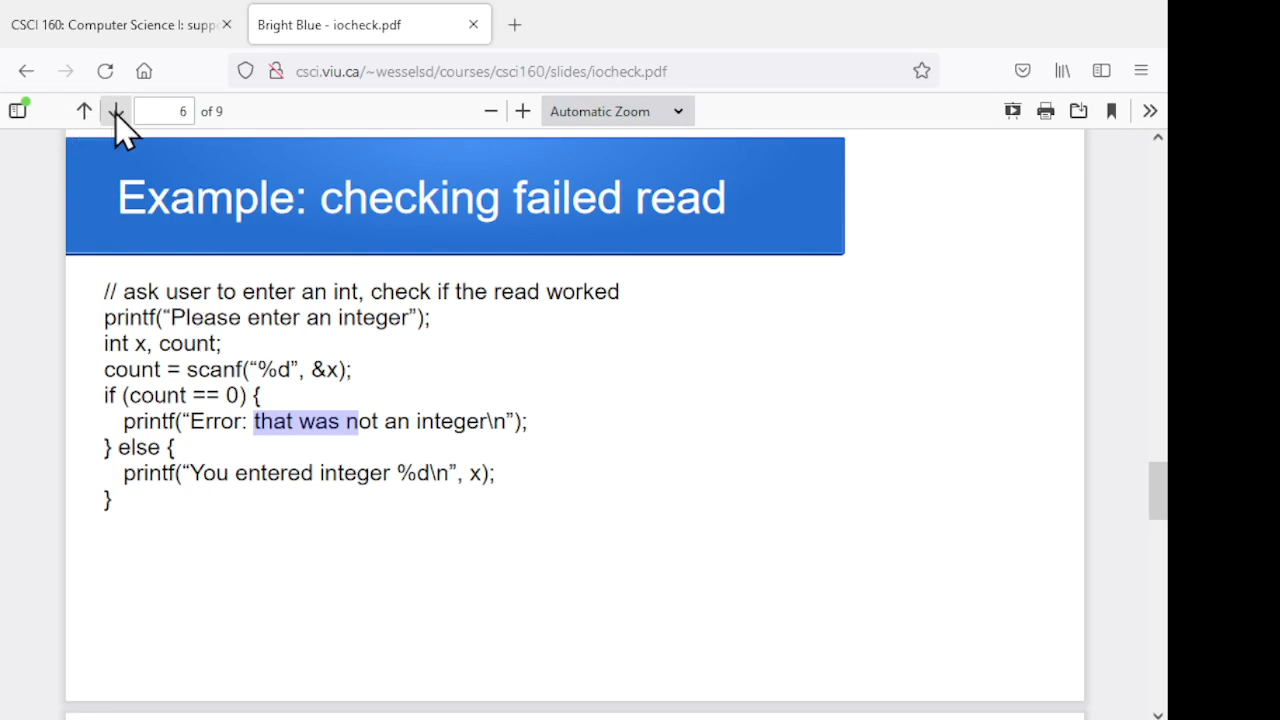 CSCI 160: Computer Science I: supp
Bright Blue - iocheck.pdf
csci.viu.ca/~wesselsd/courses/csci160/slides/iocheck.pdf
6 of 9
Automatic Zoom
Example: checking failed read
// ask user to enter an int, check if the read worked
printf(“Please enter an integer”);
int x, count;
count = scanf(“%d”, &x);
if (count == 0) {
printf(“Error: that was not an integer\n”);
} else {
printf(“You entered integer %d\n”, x);
}